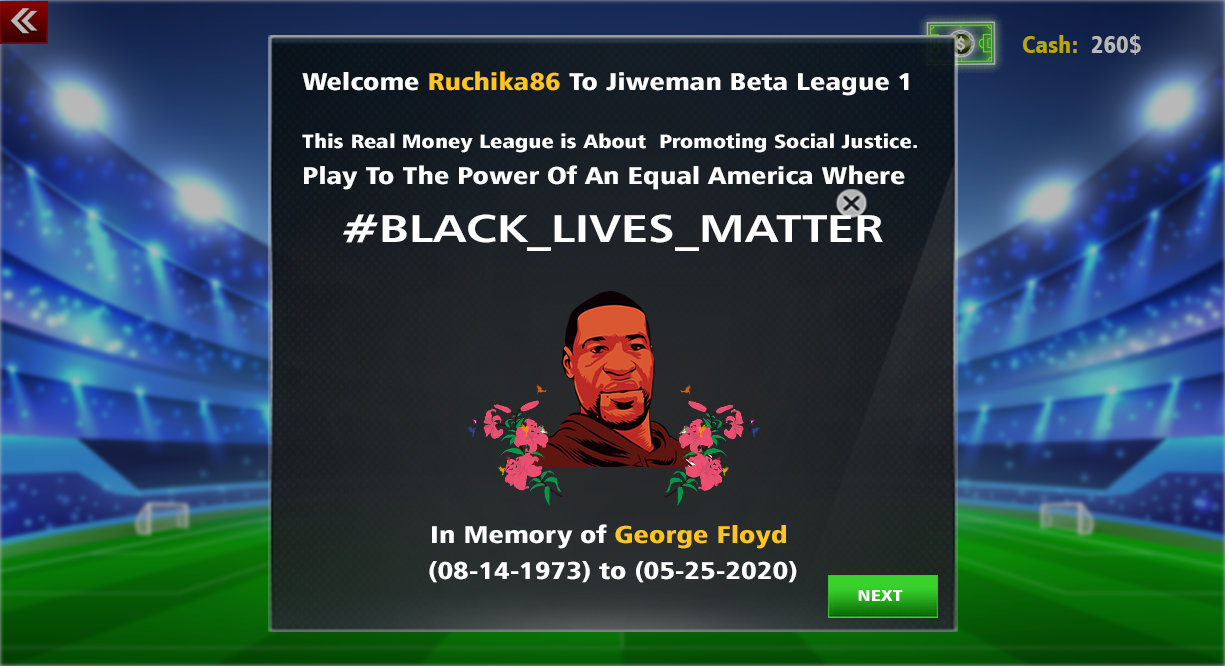 Cash: 260$
Welcome Ruchika86 To Jiweman Beta League 1
This Real Money League is About Promoting Social Justice.
Play To The Power Of An Equal America Where
#BLACK_LIVES_MATTER
In Memory of George Floyd
(08-14-1973) to (05-25-2020)
NEXT